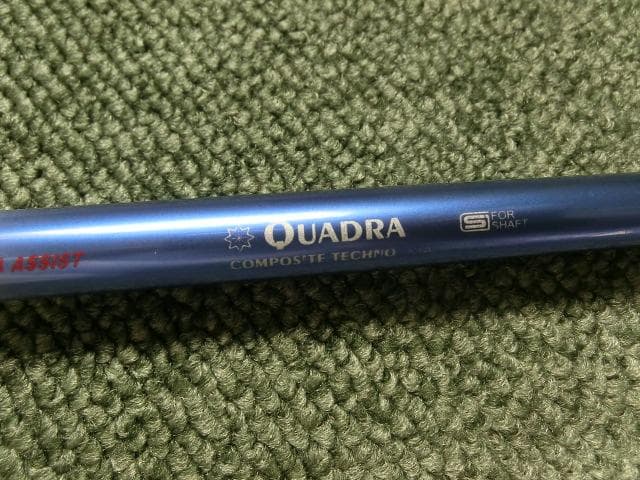 ASSIST
QUADRA
COMPOSITE TECHNO
S FOR
SHAFT